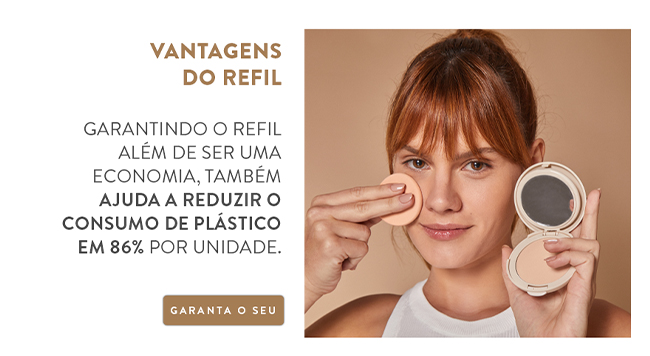 VANTAGENS
DO REFIL
GARANTINDO O REFIL
ALÉM DE SER UMA
ECONOMIA, TAMBÉM
AJUDA A REDUZIR O
CONSUMO DE PLÁSTICO
EM 86% POR UNIDADE.
GARANTA O SEU